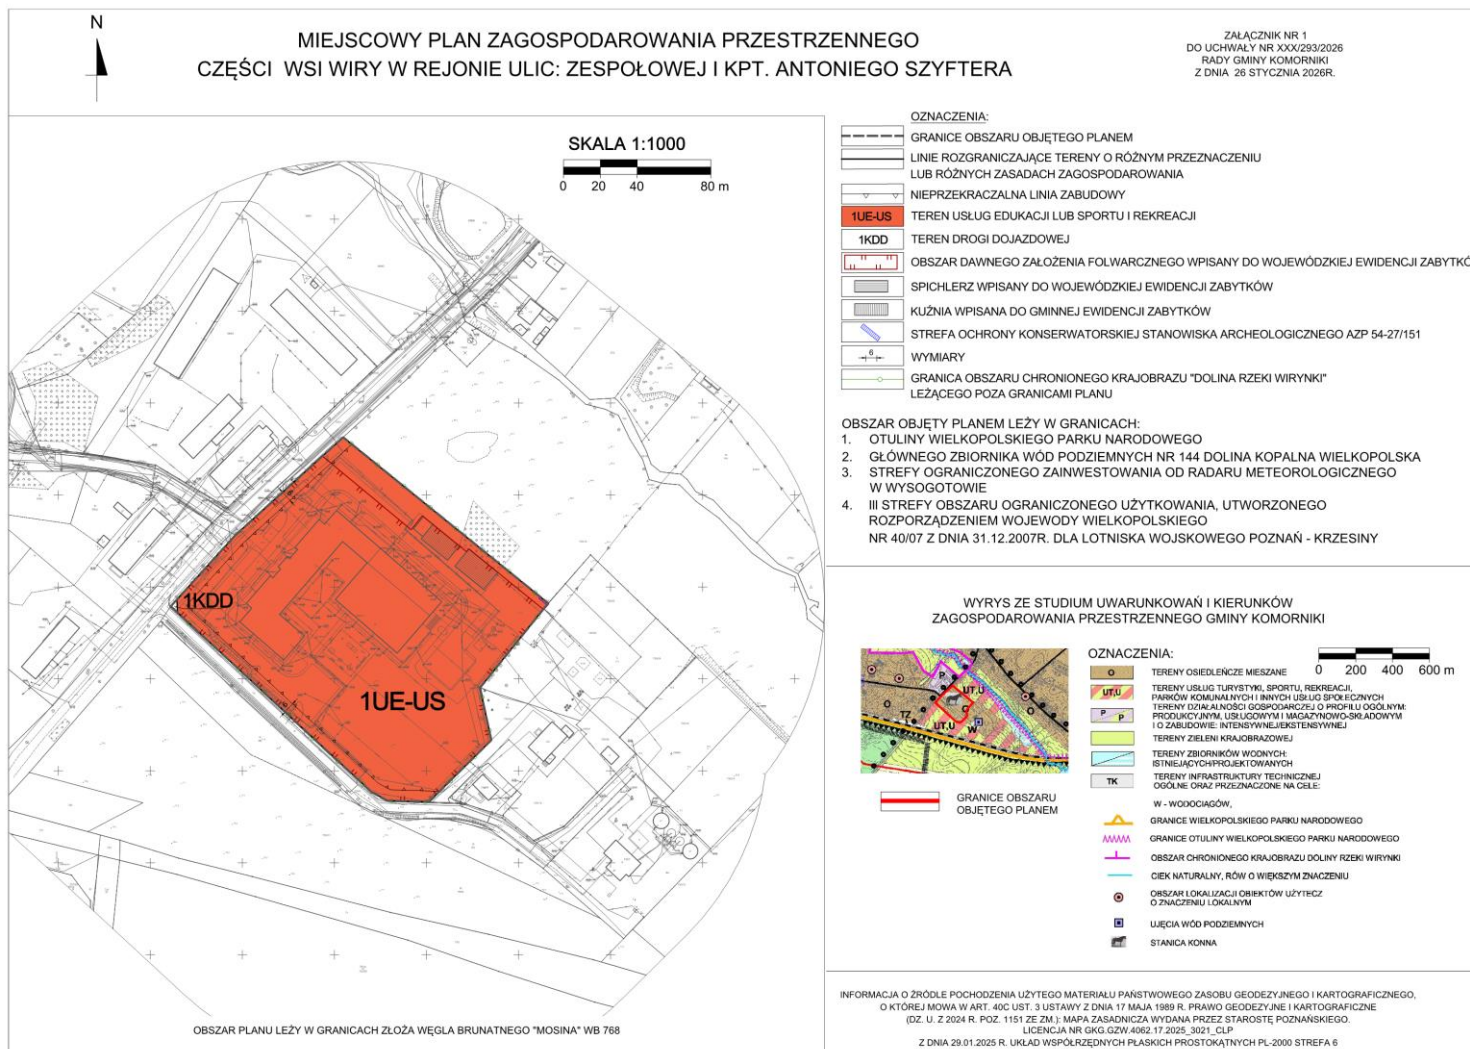 N
MIEJSCOWY PLAN ZAGOSPODAROWANIA PRZESTRZENNEGO
CZĘŚCI WSI WIRY W REJONIE ULIC: ZESPOŁOWEJ I KPT. ANTONIEGO SZYFTERA
ZAŁĄCZNIK NR 1
DO UCHWAŁY NR XXX/293/2026
RADY GMINY KOMORNIKI
Z DNIA 26 STYCZNIA 2026R.
SKALA 1:1000
0 20 40 80 m
1KDD
1UE-US
OBSZAR PLANU LEŻY W GRANICACH ZŁOŻA WĘGLA BRUNATNEGO "MOSINA" WB 768
OZNACZENIA:
GRANICE OBSZARU OBJĘTEGO PLANEM
LINIE ROZGRANICZAJĄCE TERENY O RÓŻNYM PRZEZNACZENIU
LUB RÓŻNYCH ZASADACH ZAGOSPODAROWANIA
NIEPRZEKRACZALNA LINIA ZABUDOWY
1UE-US TEREN USŁUG EDUKACJI LUB SPORTU I REKREACJI
1KDD TEREN DROGI DOJAZDOWEJ
OBSZAR DAWNEGO ZAŁOŻENIA FOLWARCZNEGO WPISANY DO WOJEWÓDZKIEJ EWIDENCJI ZABYTKÓ
SPICHLERZ WPISANY DO WOJEWÓDZKIEJ EWIDENCJI ZABYTKÓW
KUŹNIA WPISANA DO GMINNEJ EWIDENCJI ZABYTKÓW
STREFA OCHRONY KONSERWATORSKIEJ STANOWISKA ARCHEOLOGICZNEGO AZP 54-27/151
6 WYMIARY
GRANICA OBSZARU CHRONIONEGO KRAJOBRAZU "DOLINA RZEKI WIRYNKI"
LEŻĄCEGO POZA GRANICAMI PLANU
OBSZAR OBJĘTY PLANEM LEŻY W GRANICACH:
1. OTULINY WIELKOPOLSKIEGO PARKU NARODOWEGO
2. GŁÓWNEGO ZBIORNIKA WÓD PODZIEMNYCH NR 144 DOLINA KOPALNA WIELKOPOLSKA
3. STREFY OGRANICZONEGO ZAINWESTOWANIA OD RADARU METEOROLOGICZNEGO
W WYSOGOTOWIE
4. III STREFY OBSZARU OGRANICZONEGO UŻYTKOWANIA, UTWORZONEGO
ROZPORZĄDZENIEM WOJEWODY WIELKOPOLSKIEGO
NR 40/07 Z DNIA 31.12.2007R. DLA LOTNISKA WOJSKOWEGO POZNAŃ - KRZESINY
WYRYS ZE STUDIUM UWARUNKOWAŃ I KIERUNKÓW
ZAGOSPODAROWANIA PRZESTRZENNEGO GMINY KOMORNIKI
P
UT,U
O
TZ
UT,U
W
GRANICE OBSZARU
OBJĘTEGO PLANEM
OZNACZENIA:
0 200 400 600 m
O TERENY OSIEDLEŃCZE MIESZANE
UT,U TERENY USŁUG TURYSTYKI, SPORTU, REKREACJI,
PARKÓW KOMUNALNYCH I INNYCH USŁUG SPOŁECZNYCH
P P TERENY DZIAŁALNOŚCI GOSPODARCZEJ O PROFILU OGÓLNYM:
PRODUKCYJNYM, USŁUGOWYM I MAGAZYNOWO-SKŁADOWYM
I O ZABUDOWIE: INTENSYWNEJ/EKSTENSYWNEJ
TERENY ZIELENI KRAJOBRAZOWEJ
TERENY ZBIORNIKÓW WODNYCH:
ISTNIEJĄCYCH/PROJEKTOWANYCH
TK TERENY INFRASTRUKTURY TECHNICZNEJ
OGÓLNE ORAZ PRZEZNACZONE NA CELE:
W - WODOCIĄGÓW,
GRANICE WIELKOPOLSKIEGO PARKU NARODOWEGO
GRANICE OTULINY WIELKOPOLSKIEGO PARKU NARODOWEGO
OBSZAR CHRONIONEGO KRAJOBRAZU DOLINY RZEKI WIRYNKI
CIEK NATURALNY, RÓW O WIĘKSZYM ZNACZENIU
OBSZAR LOKALIZACJI OBIEKTÓW UŻYTECZ
O ZNACZENIU LOKALNYM
UJĘCIA WÓD PODZIEMNYCH
STANICA KONNA
INFORMACJA O ŹRÓDLE POCHODZENIA UŻYTEGO MATERIAŁU PAŃSTWOWEGO ZASOBU GEODEZYJNEGO I KARTOGRAFICZNEGO,
O KTÓREJ MOWA W ART. 40C UST. 3 USTAWY Z DNIA 17 MAJA 1989 R. PRAWO GEODEZYJNE I KARTOGRAFICZNE
(DZ. U. Z 2024 R. POZ. 1151 ZE ZM.): MAPA ZASADNICZA WYDANA PRZEZ STAROSTĘ POZNAŃSKIEGO.
LICENCJA NR GKG.GZW.4062.17.2025_3021_CLP
Z DNIA 29.01.2025 R. UKŁAD WSPÓŁRZĘDNYCH PŁASKICH PROSTOKĄTNYCH PL-2000 STREFA 6